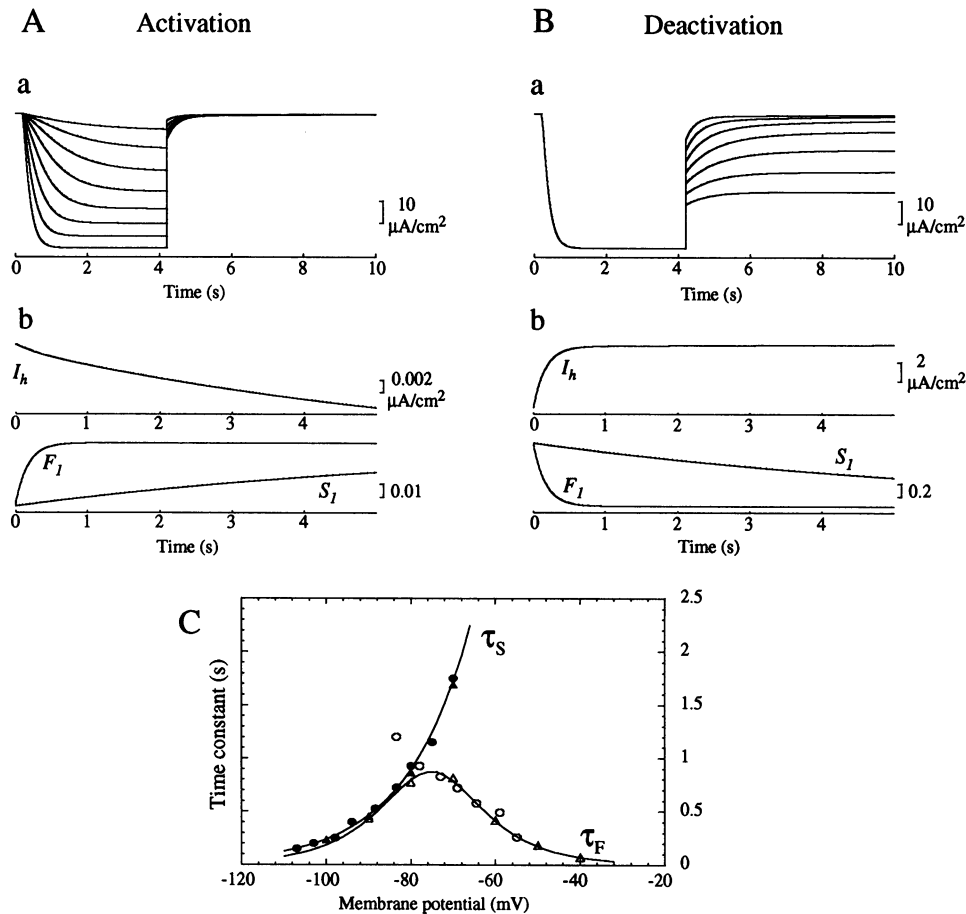 A Activation
B Deactivation
a
10
μA/cm2
0 2 4 6 8 10
Time (s)
a
10
μA/cm2
0 2 4 6 8 10
Time (s)
b
Ih
0.002
μA/cm2
0 1 2 3 4
F1
S1
0.01
0 1 2 3 4
Time (s)
b
Ih
2
μA/cm2
0 1 2 3 4
S1
F1
0.2
0 1 2 3 4
Time (s)
C
Time constant (s)
τS
τF
2.5
2
1.5
1
0.5
0
-120 -100 -80 -60 -40 -20
Membrane potential (mV)